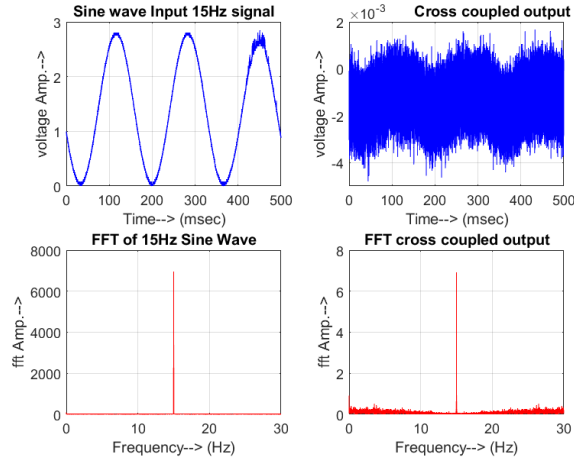 Sine wave Input 15Hz signal
3
2
1
0
voltage Amp.-->
0 100 200 300 400 500
Time--> (msec)
Cross coupled output
×10⁻³
2
0
-2
-4
voltage Amp.-->
0 100 200 300 400 500
Time--> (msec)
FFT of 15Hz Sine Wave
8000
6000
4000
2000
0
fft Amp.-->
0 10 20 30
Frequency--> (Hz)
FFT cross coupled output
8
6
4
2
0
fft Amp.-->
0 10 20 30
Frequency--> (Hz)